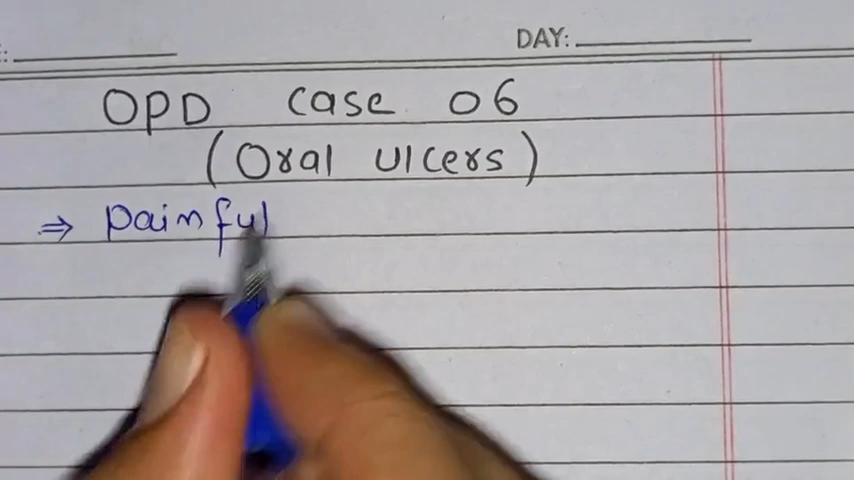 DAY:
OPD case 06
(Oral ulcers)
⇒ painful